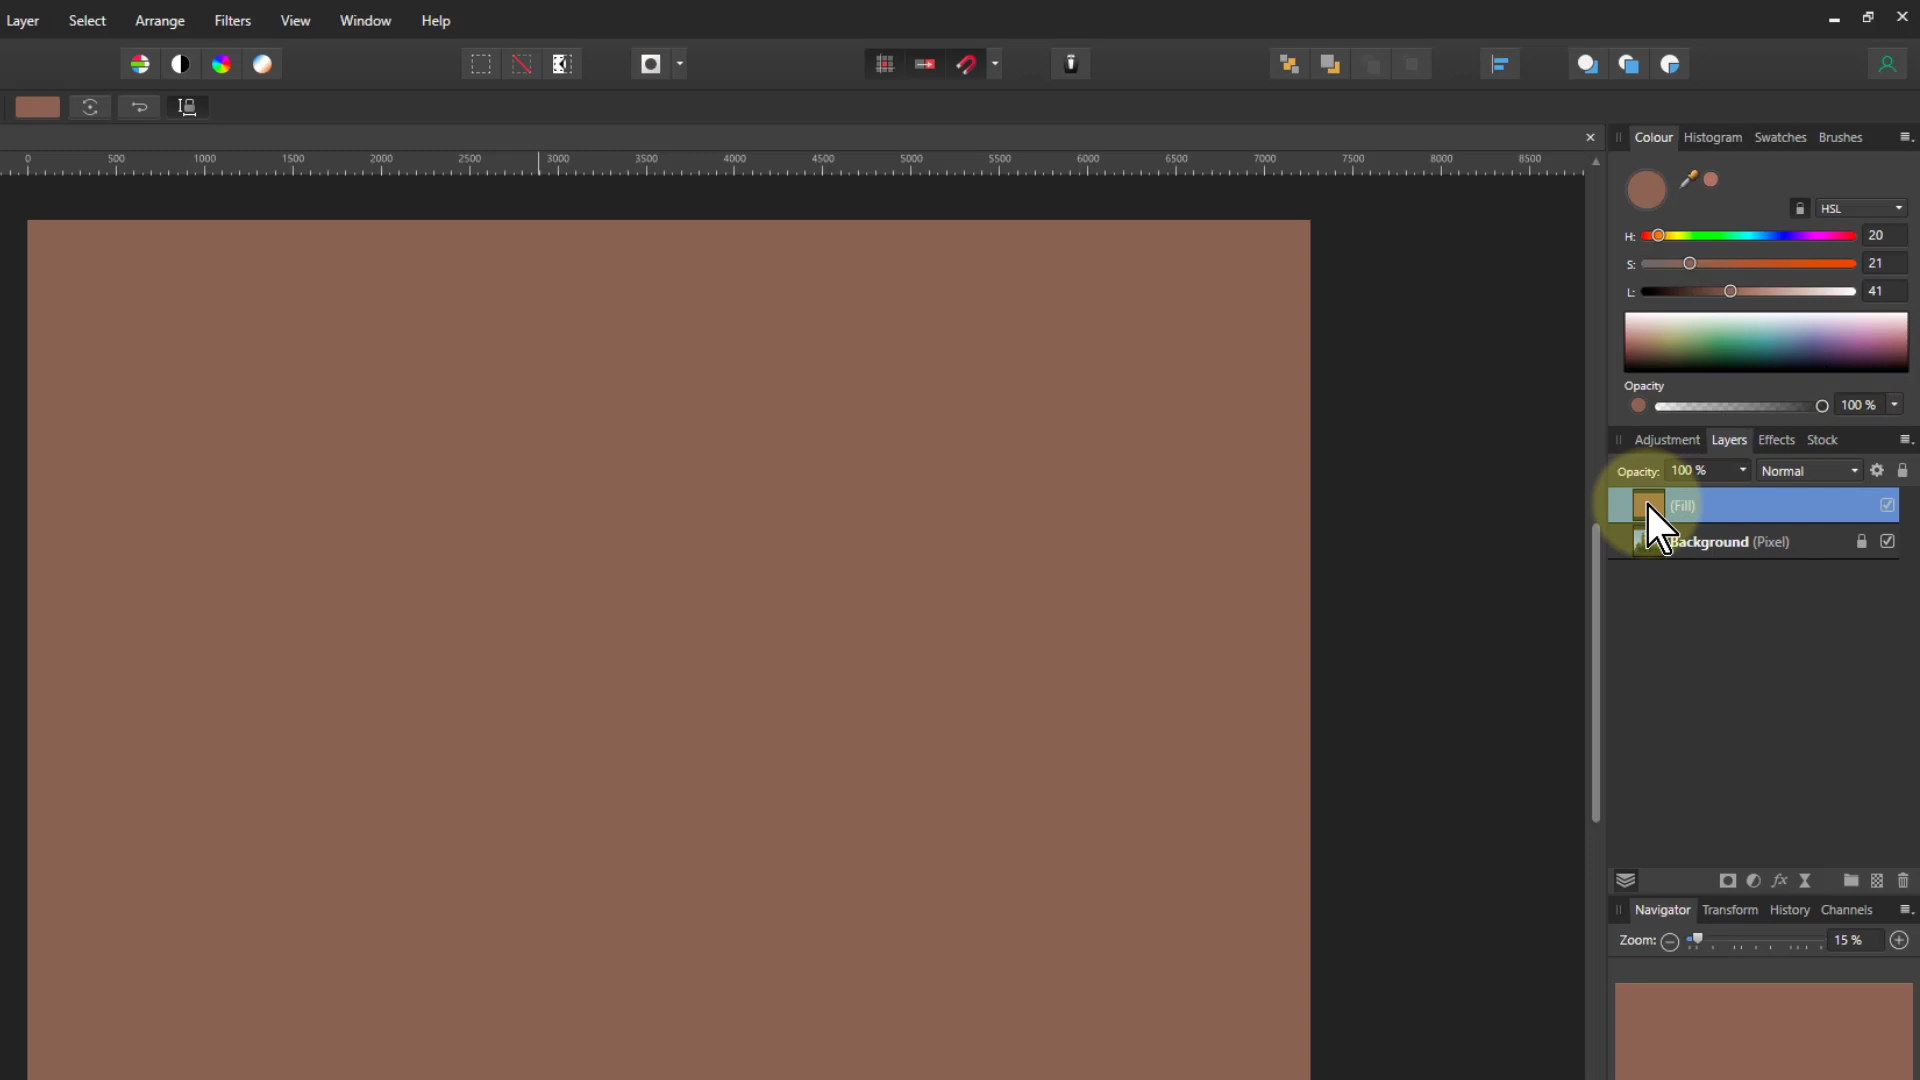 Layer Select Arrange Filters View Window Help
0 500 1000 1500 2000 2500 3000 3500 4000 4500 5000 5500 6000 6500 7000 7500 8000 8500
Colour Histogram Swatches Brushes
HSL
H: 20
S: 21
L: 41
Opacity
100 %
Adjustment Layers Effects Stock
Opacity: 100 % Normal
(Fill)
Background (Pixel)
fx
Navigator Transform History Channels
Zoom: 15 %